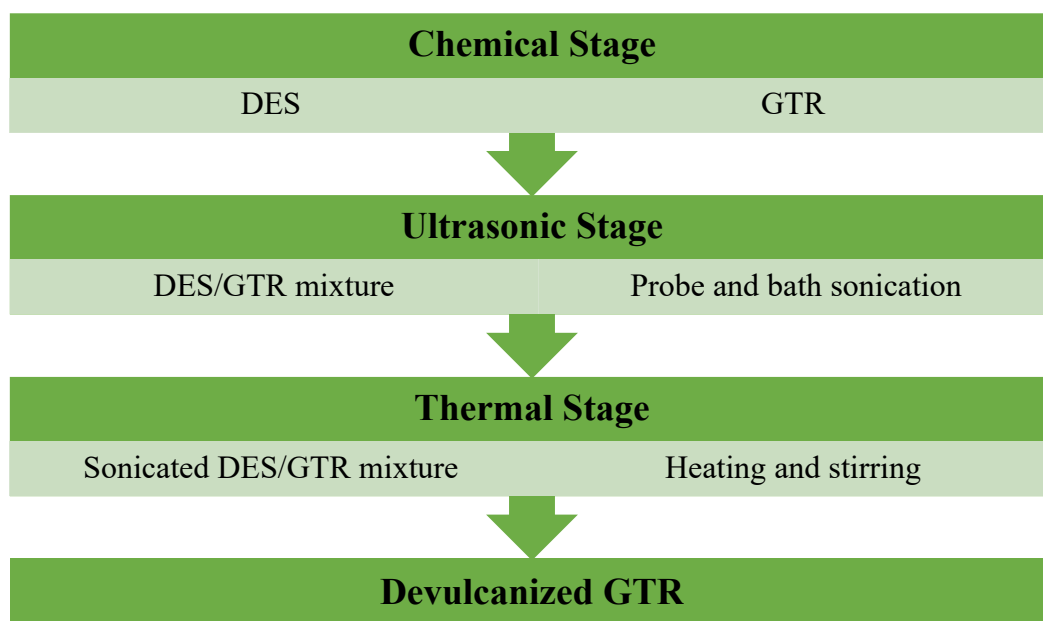 Chemical Stage
DES GTR
Ultrasonic Stage
DES/GTR mixture Probe and bath sonication
Thermal Stage
Sonicated DES/GTR mixture Heating and stirring
Devulcanized GTR